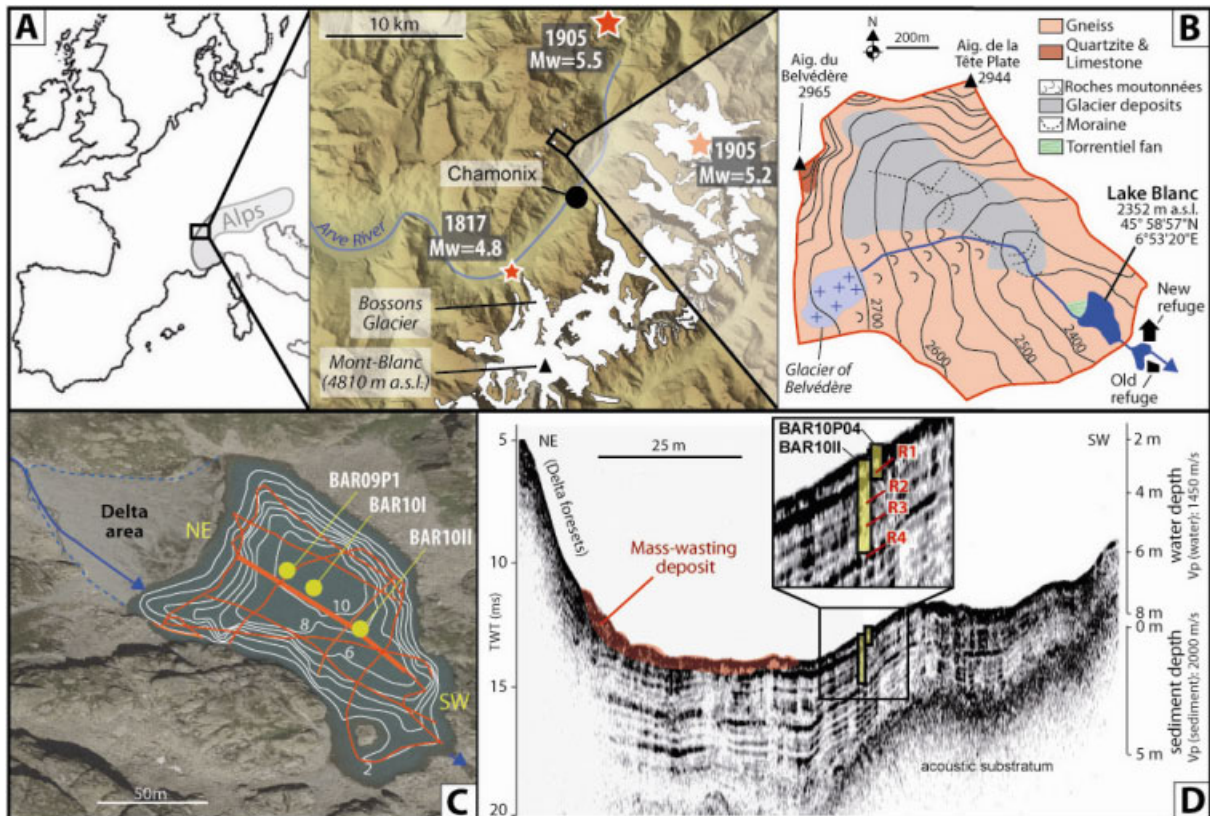 A
10 km
1905
Mw=5.5
1905
Mw=5.2
Chamonix
Alps
1817
Mw=4.8
Arve River
Bossons
Glacier
Mont-Blanc
(4810 m a.s.l.)
B
N
200m
Aig. du
Belvédère
2965
Aig. de la
Tête Plate
2944
Gneiss
Quartzite &
Limestone
Roches moutonnées
Glacier deposits
Moraine
Torrentiel fan
Lake Blanc
2352 m a.s.l.
45° 58'57"N
6°53'20"E
New
refuge
Old
refuge
2700
2600
2500
2400
Glacier of
Belvédère
C
Delta
area
NE
BAR09P1
BAR10I
BAR10II
10
8
6
2
SW
50m
D
NE
25 m
SW
(Delta foresets)
Mass-wasting
deposit
BAR10P04
BAR10II
R1
R2
R3
R4
TWT (ms)
5
10
15
20
2 m
4 m
6 m
8 m
0 m
5 m
water depth
Vp (water): 1450 m/s
sediment depth
Vp (sediment): 2000 m/s
acoustic substratum